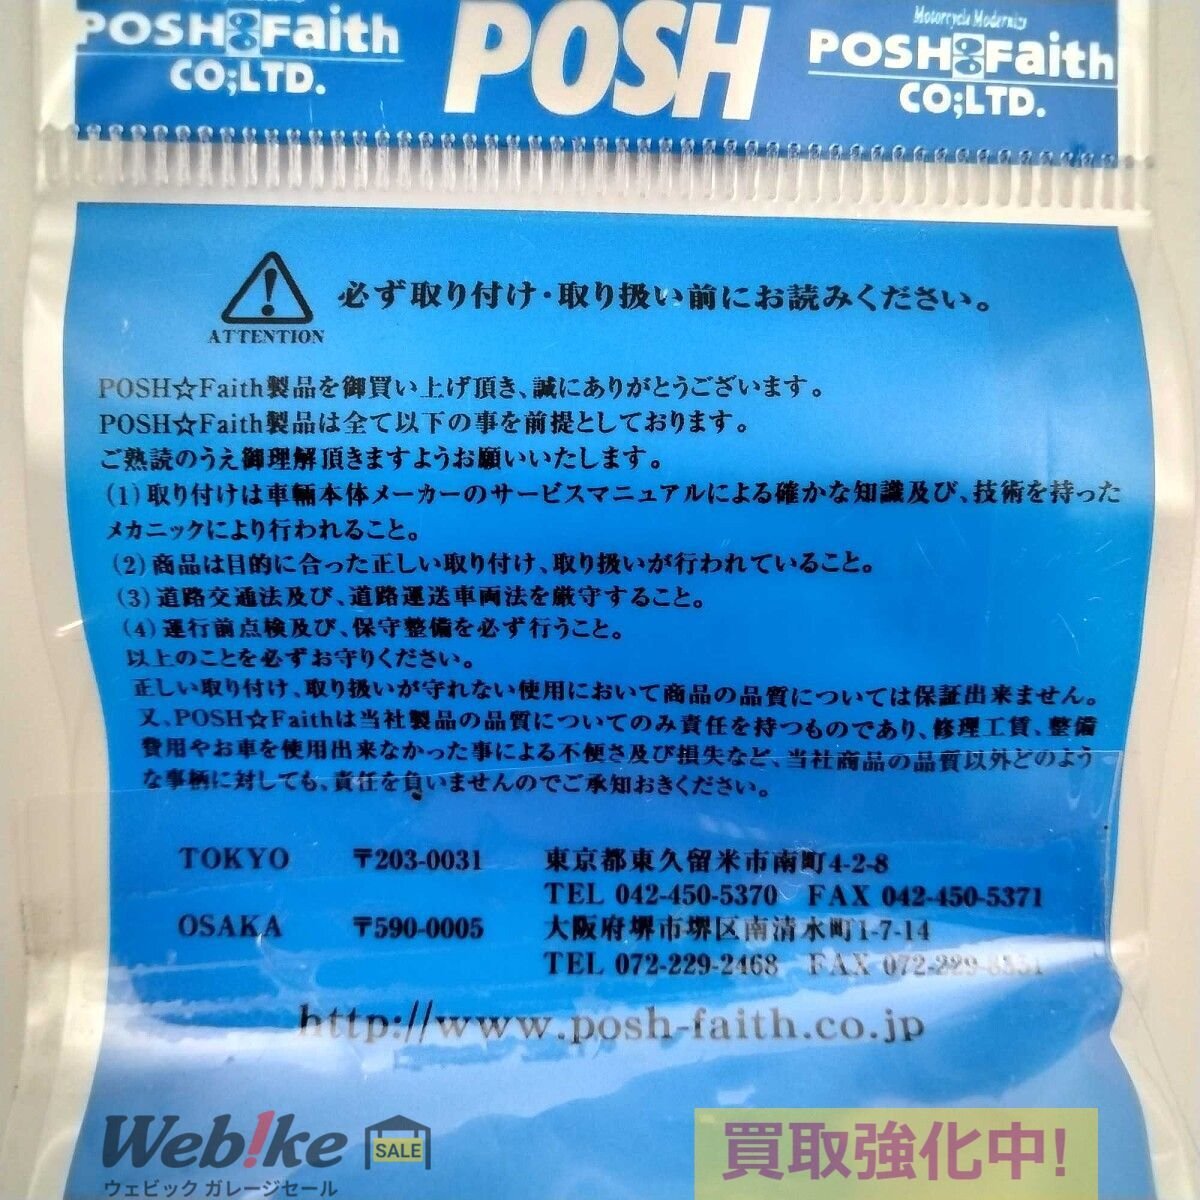 POSH Faith
CO;LTD.
POSH
Motorcycle Modernity
POSH Faith
CO;LTD.
ATTENTION
必ず取り付け・取り扱い前にお読みください。
POSH☆Faith製品を御買い上げ頂き、誠にありがとうございます。
POSH☆Faith製品は全て以下の事を前提としております。
ご熟読のうえ御理解頂きますようお願いいたします。
(1)取り付けは車輛本体メーカーのサービスマニュアルによる確かな知識及び、技術を持った
メカニックにより行われること。
(2)商品は目的に合った正しい取り付け、取り扱いが行われていること。
(3)道路交通法及び、道路運送車両法を厳守すること。
(4)運行前点検及び、保守整備を必ず行うこと。
以上のことを必ずお守りください。
正しい取り付け、取り扱いが守れない使用において商品の品質については保証出来ません。
又、POSH☆Faithは当社製品の品質についてのみ責任を持つものであり、修理工賃、整備
費用やお車を使用出来なかった事による不便さ及び損失など、当社商品の品質以外どのよう
な事柄に対しても、責任を負いませんのでご承知おきください。
TOKYO 〒203-0031 東京都東久留米市南町4-2-8
TEL 042-450-5370 FAX 042-450-5371
OSAKA 〒590-0005 大阪府堺市堺区南清水町1-7-14
TEL 072-229-2468 FAX
http://www.posh-faith.co.jp
Web!ke SALE
ウェビック ガレージセール
買取強化中!